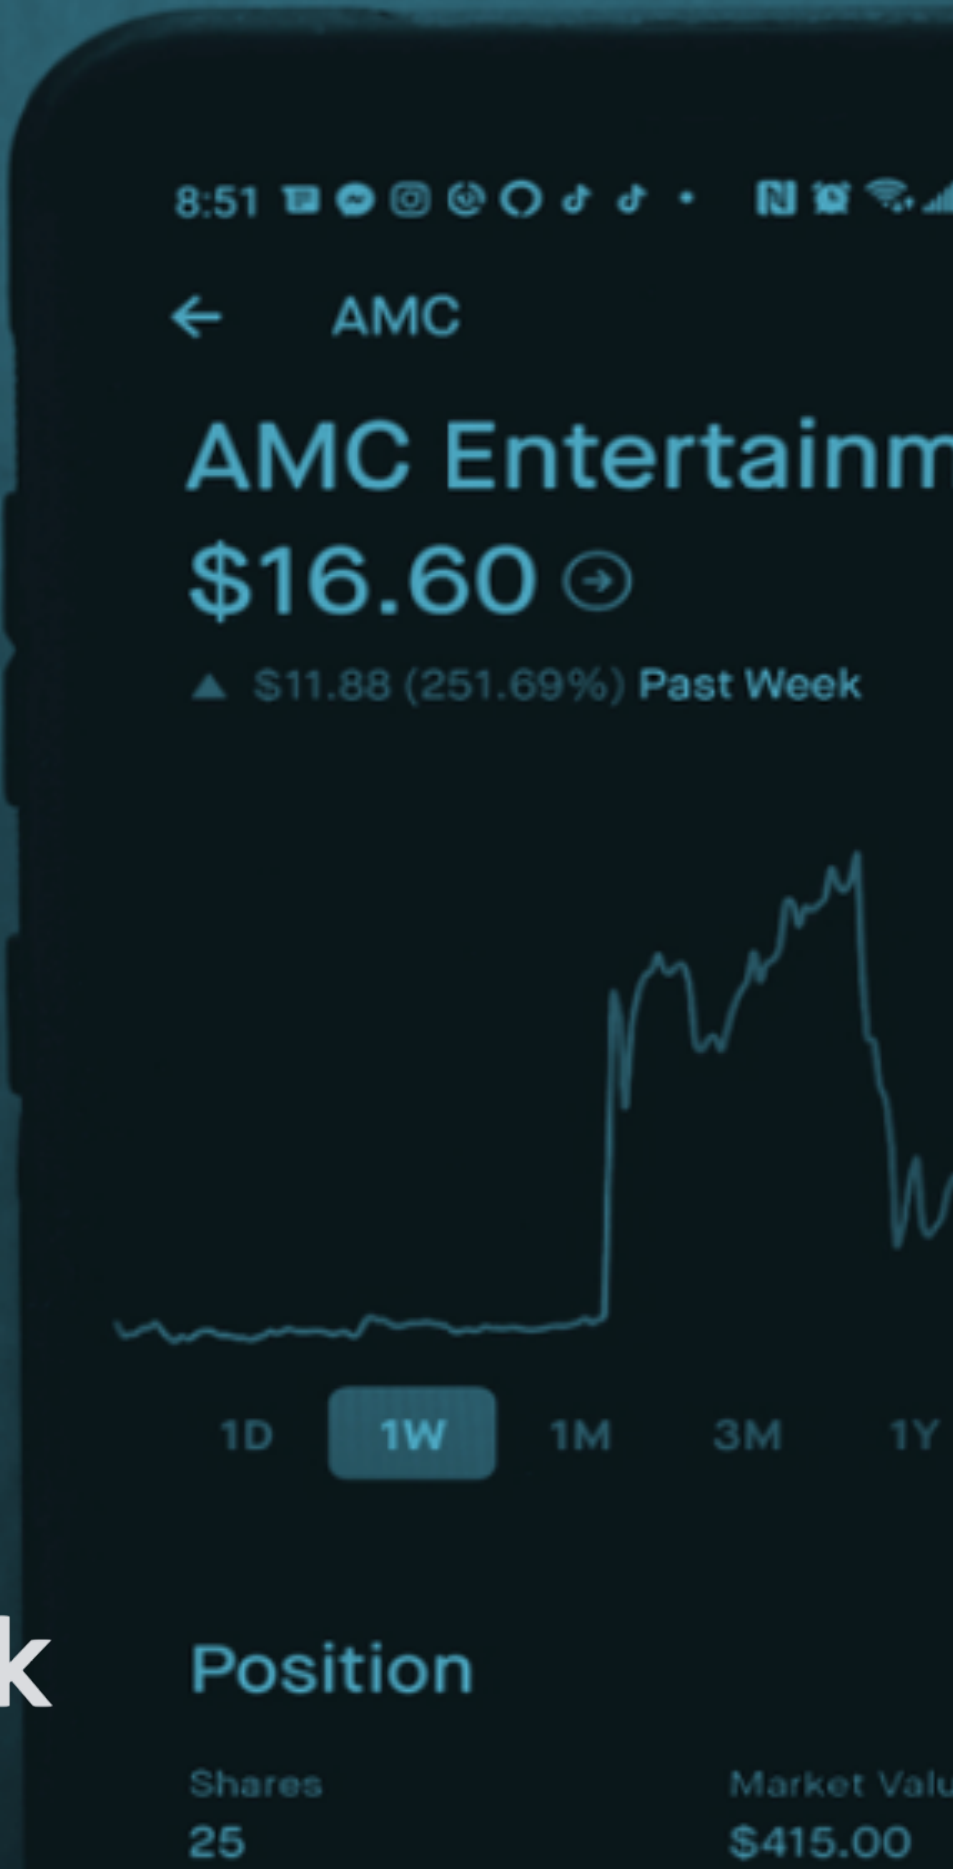 8:51
AMC
AMC Entertainm
$16.60
▲ $11.88 (251.69%) Past Week
1D 1W 1M 3M 1Y
k
Position
Shares Market Valu
25 $415.00